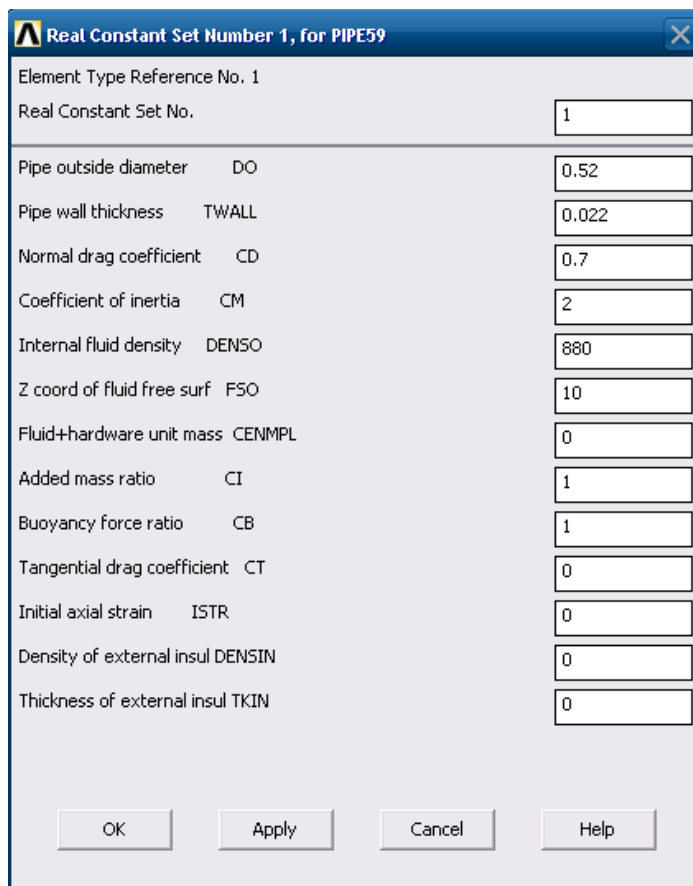 Real Constant Set Number 1, for PIPE59
Element Type Reference No. 1
Real Constant Set No. 1
Pipe outside diameter DO 0.52
Pipe wall thickness TWALL 0.022
Normal drag coefficient CD 0.7
Coefficient of inertia CM 2
Internal fluid density DENSO 880
Z coord of fluid free surf FSO 10
Fluid+hardware unit mass CENMPL 0
Added mass ratio CI 1
Buoyancy force ratio CB 1
Tangential drag coefficient CT 0
Initial axial strain ISTR 0
Density of external insul DENSIN 0
Thickness of external insul TKIN 0
OK Apply Cancel Help